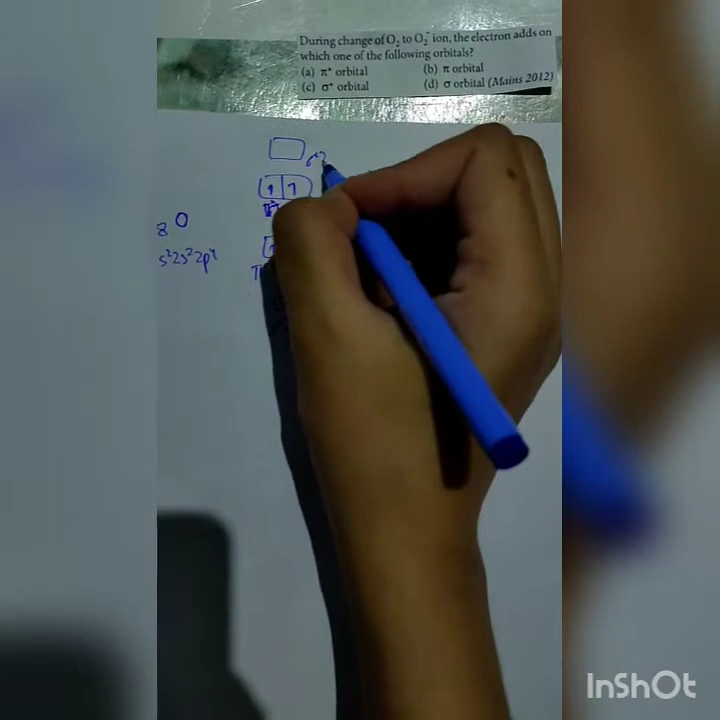 During change of O₂ to O₂⁻ ion, the electron adds on
which one of the following orbitals?
(a) π* orbital (b) π orbital
(c) σ* orbital (d) σ orbital (Mains 2012)
₈O
s²2s²2p⁴
InShOt